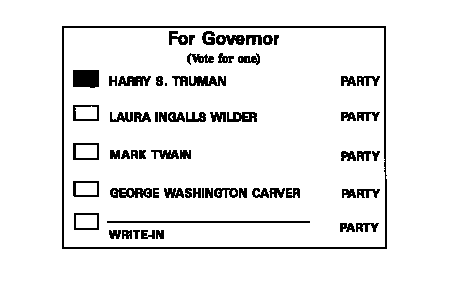 For Governor
(Vote for one)
HARRY S. TRUMAN PARTY
LAURA INGALLS WILDER PARTY
MARK TWAIN PARTY
GEORGE WASHINGTON CARVER PARTY
WRITE-IN PARTY